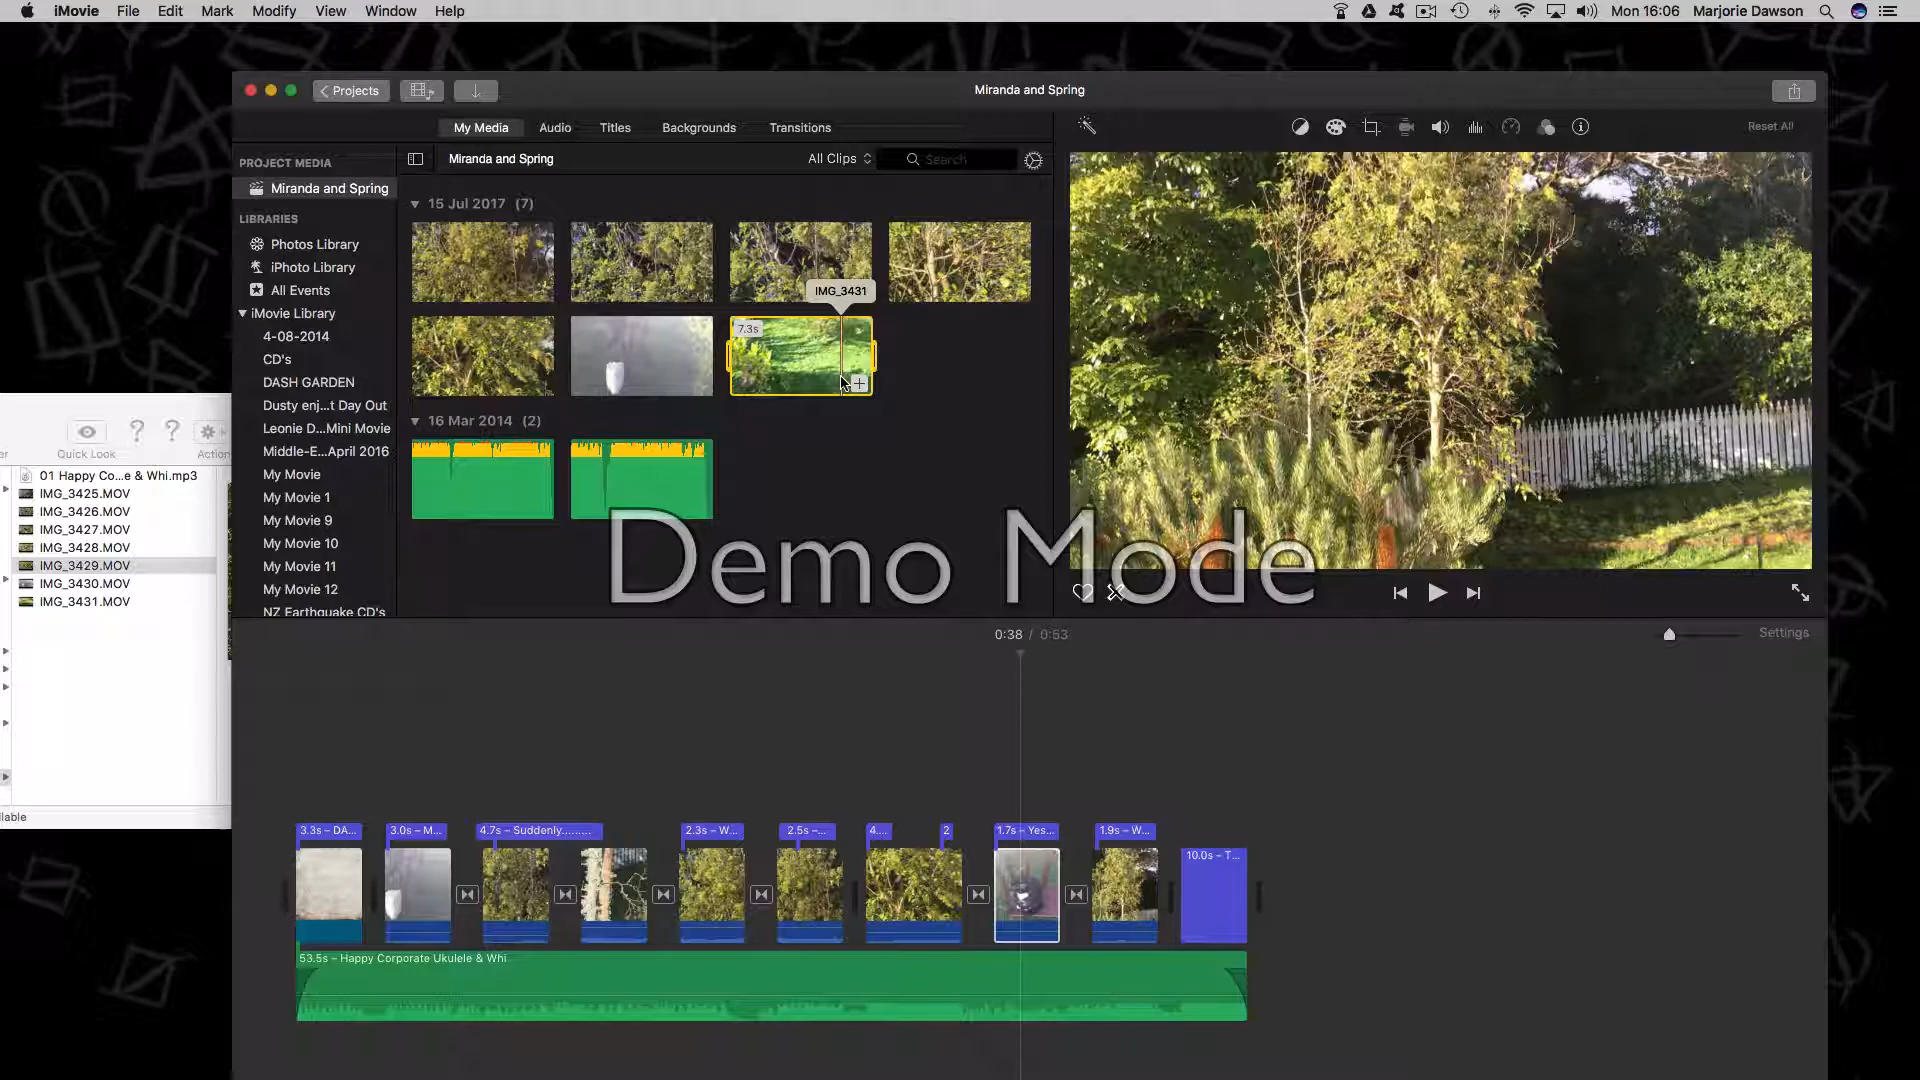 iMovie File Edit Mark Modify View Window Help
Mon 16:06 Marjorie Dawson
Projects
Miranda and Spring
My Media Audio Titles Backgrounds Transitions
Reset All
PROJECT MEDIA
Miranda and Spring
LIBRARIES
Photos Library
iPhoto Library
All Events
iMovie Library
4-08-2014
CD's
DASH GARDEN
Dusty enj...t Day Out
Leonie D...Mini Movie
Middle-E...April 2016
My Movie
My Movie 1
My Movie 9
My Movie 10
My Movie 11
My Movie 12
NZ Earthquake CD's
Miranda and Spring All Clips Search
15 Jul 2017 (7)
IMG_3431
7.3s
16 Mar 2014 (2)
Demo Mode
Quick Look Action
01 Happy Co...e & Whi.mp3
IMG_3425.MOV
IMG_3426.MOV
IMG_3427.MOV
IMG_3428.MOV
IMG_3429.MOV
IMG_3430.MOV
IMG_3431.MOV
ilable
0:38 / 0:53
Settings
3.3s – DA... 3.0s – M... 4.7s – Suddenly......... 2.3s – W... 2.5s –... 4.... 2 1.7s – Yes... 1.9s – W...
10.0s – T...
53.5s – Happy Corporate Ukulele & Whi